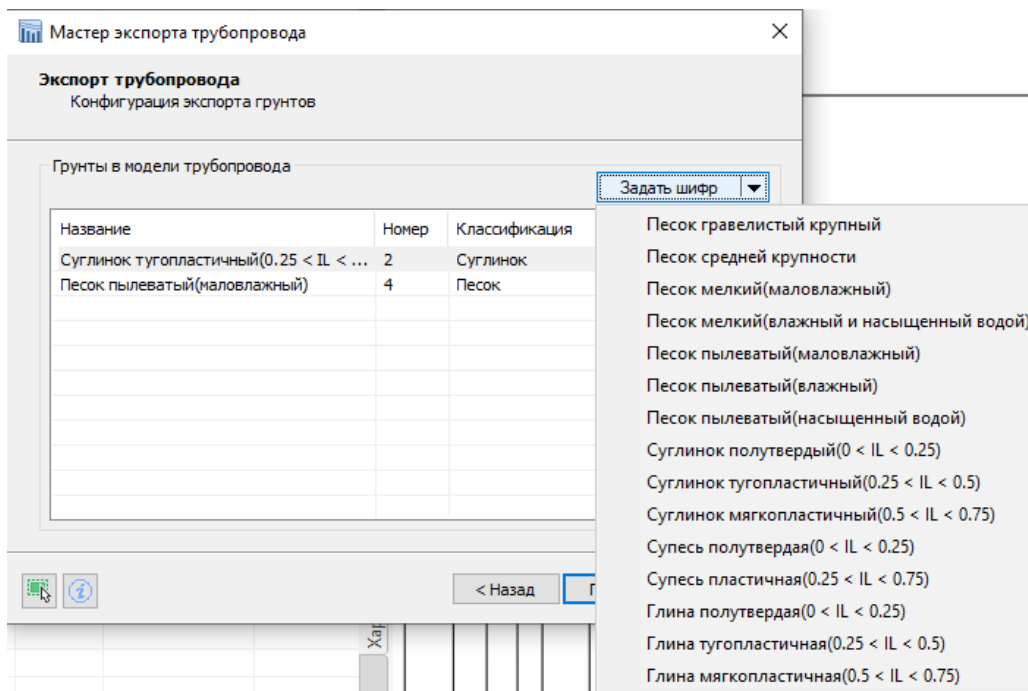 Мастер экспорта трубопровода
Экспорт трубопровода
Конфигурация экспорта грунтов
Грунты в модели трубопровода
Задать шифр
Название Номер Классификация
Суглинок тугопластичный(0.25 < IL < ... 2 Суглинок
Песок пылеватый(маловлажный) 4 Песок
< Назад
Песок гравелистый крупный
Песок средней крупности
Песок мелкий(маловлажный)
Песок мелкий(влажный и насыщенный водой)
Песок пылеватый(маловлажный)
Песок пылеватый(влажный)
Песок пылеватый(насыщенный водой)
Суглинок полутвердый(0 < IL < 0.25)
Суглинок тугопластичный(0.25 < IL < 0.5)
Суглинок мягкопластичный(0.5 < IL < 0.75)
Супесь полутвердая(0 < IL < 0.25)
Супесь пластичная(0.25 < IL < 0.75)
Глина полутвердая(0 < IL < 0.25)
Глина тугопластичная(0.25 < IL < 0.5)
Глина мягкопластичная(0.5 < IL < 0.75)